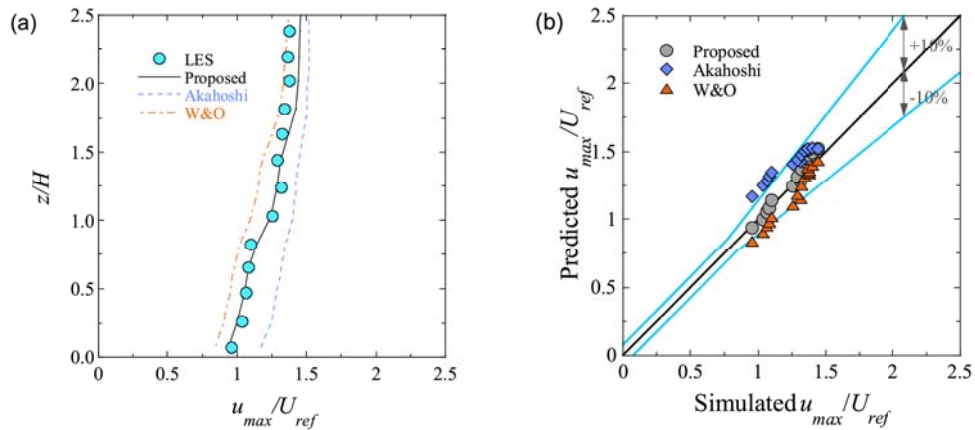 (a)
2.5
2.0
1.5
1.0
0.5
0.0
z/H
LES
Proposed
Akahoshi
W&O
0 0.5 1 1.5 2 2.5
u_max/U_ref
(b)
2.5
2
1.5
1
0.5
0
Predicted u_max/U_ref
Proposed
Akahoshi
W&O
+10%
-10%
0 0.5 1 1.5 2 2.5
Simulated u_max/U_ref